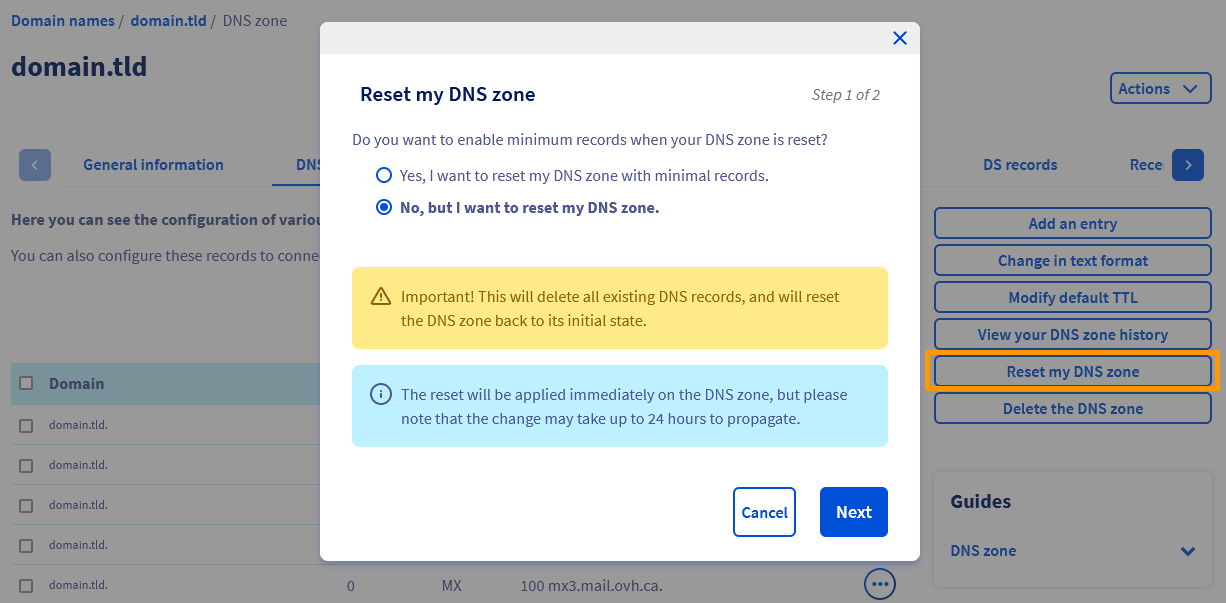 Domain names / domain.tld / DNS zone
domain.tld
Actions
General information
DNS
DS records
Rece
Here you can see the configuration of variou
You can also configure these records to conne
Reset my DNS zone
Step 1 of 2
Do you want to enable minimum records when your DNS zone is reset?
Yes, I want to reset my DNS zone with minimal records.
No, but I want to reset my DNS zone.
Important! This will delete all existing DNS records, and will reset
the DNS zone back to its initial state.
The reset will be applied immediately on the DNS zone, but please
note that the change may take up to 24 hours to propagate.
Cancel
Next
Add an entry
Change in text format
Modify default TTL
View your DNS zone history
Reset my DNS zone
Delete the DNS zone
Guides
DNS zone
Domain
domain.tld.
domain.tld.
domain.tld.
domain.tld.
domain.tld. 0 MX 100 mx3.mail.ovh.ca.